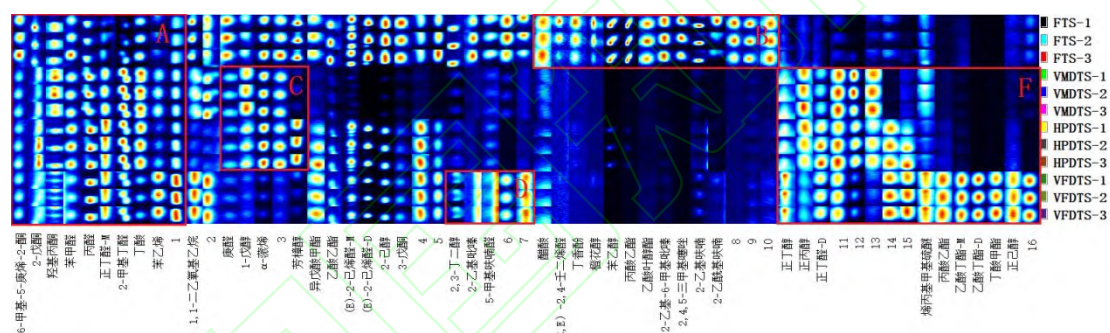 A
B
C
D
F
FTS-1
FTS-2
FTS-3
VMDTS-1
VMDTS-2
VMDTS-3
HPDTS-1
HPDTS-2
HPDTS-3
VFDTS-1
VFDTS-2
VFDTS-3
6-甲基-5-庚烯-2-酮
2-戊酮
羟基丙酮
苯甲醛
丙醛
正丁醛-M
2-甲基丁醛
丁酸
苯乙烯
1
1,1-二乙氧基乙烷
2
庚醛
1-戊醇
α-蒎烯
3
芳樟醇
异戊酸甲酯
乙酸乙酯
(E)-2-己烯醛-M
(E)-2-己烯醛-D
2-己醇
3-戊酮
4
5
2,3-丁二醇
2-乙基吡嗪
5-甲基呋喃醛
6
7
醋酸
,E)-2,4-十二烯醛
丁香酚
苯乙醇
丙酸乙酯
乙酸叶醇酯
2-乙基-6-甲基吡嗪
2,4,5-三甲基噻唑
2-乙基呋喃
2-乙酰基呋喃
8
9
10
正丁醇
正丙醇
正丁醛-D
11
12
13
14
15
烯丙基甲基硫醚
丙酸乙酯
乙酸丁酯-M
乙酸丁酯-D
丁酸甲酯
正己醇
16